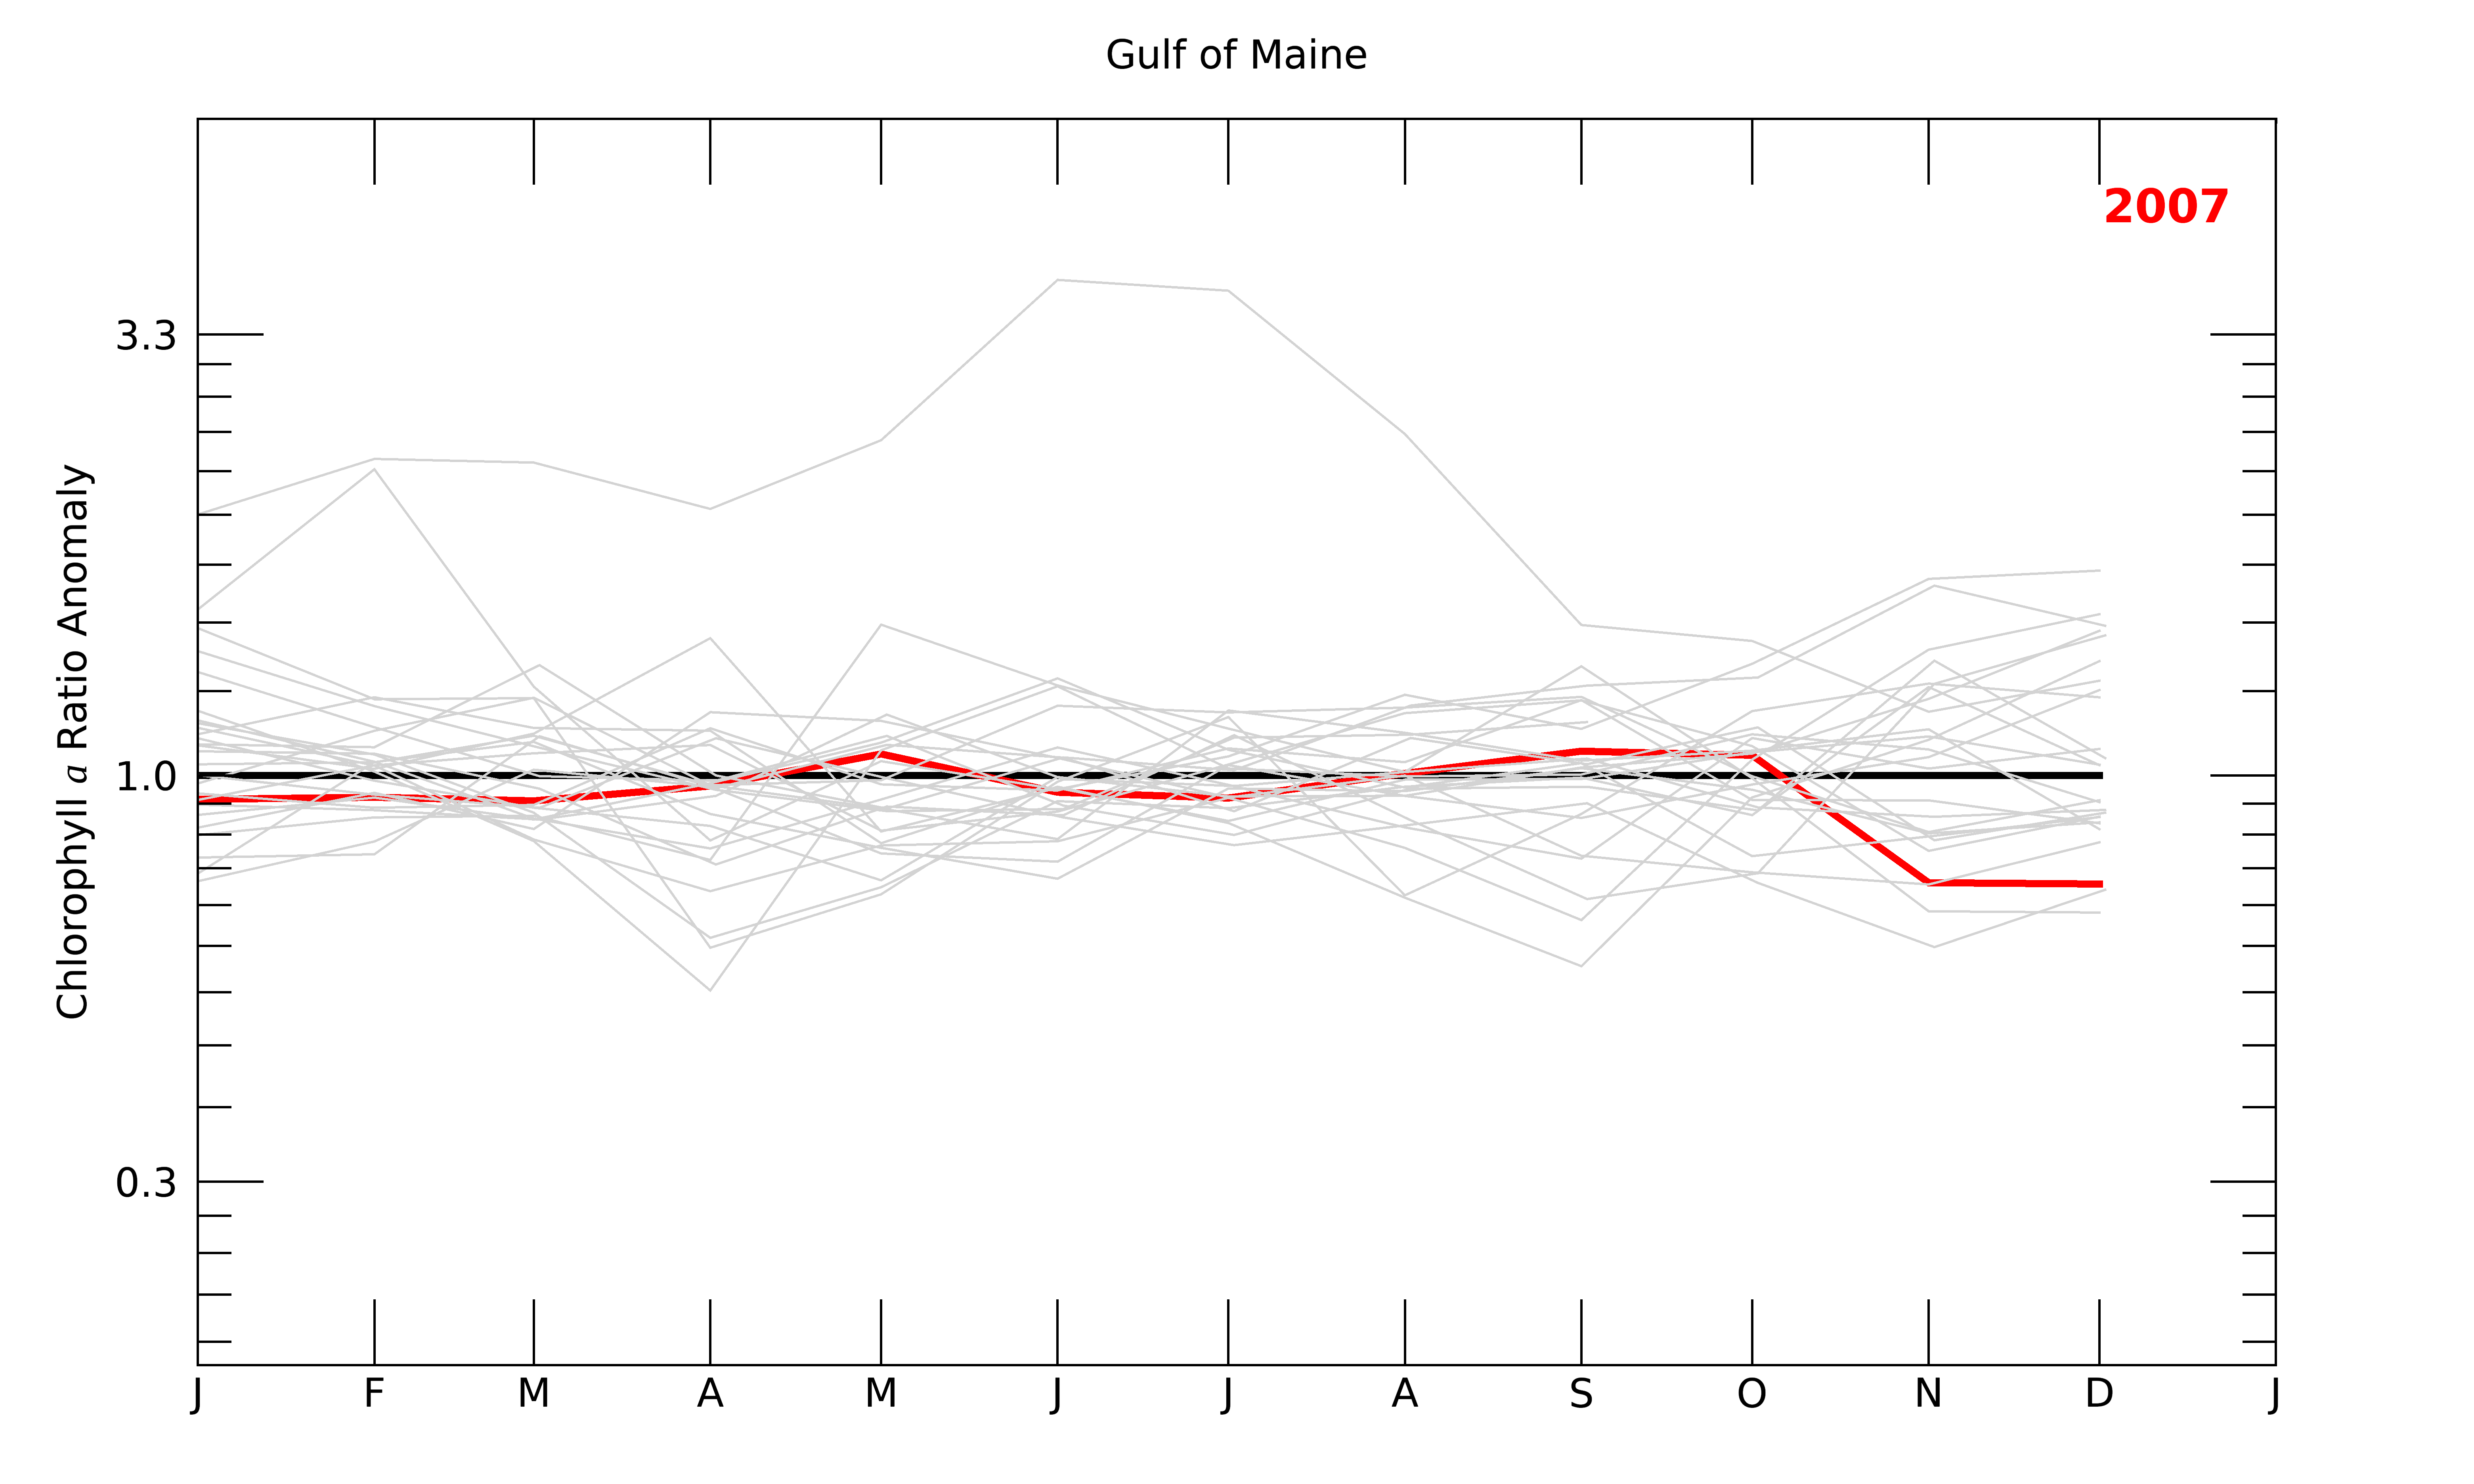 Gulf of Maine
2007
Chlorophyll a Ratio Anomaly
3.3
1.0
0.3
J F M A M J J A S O N D J